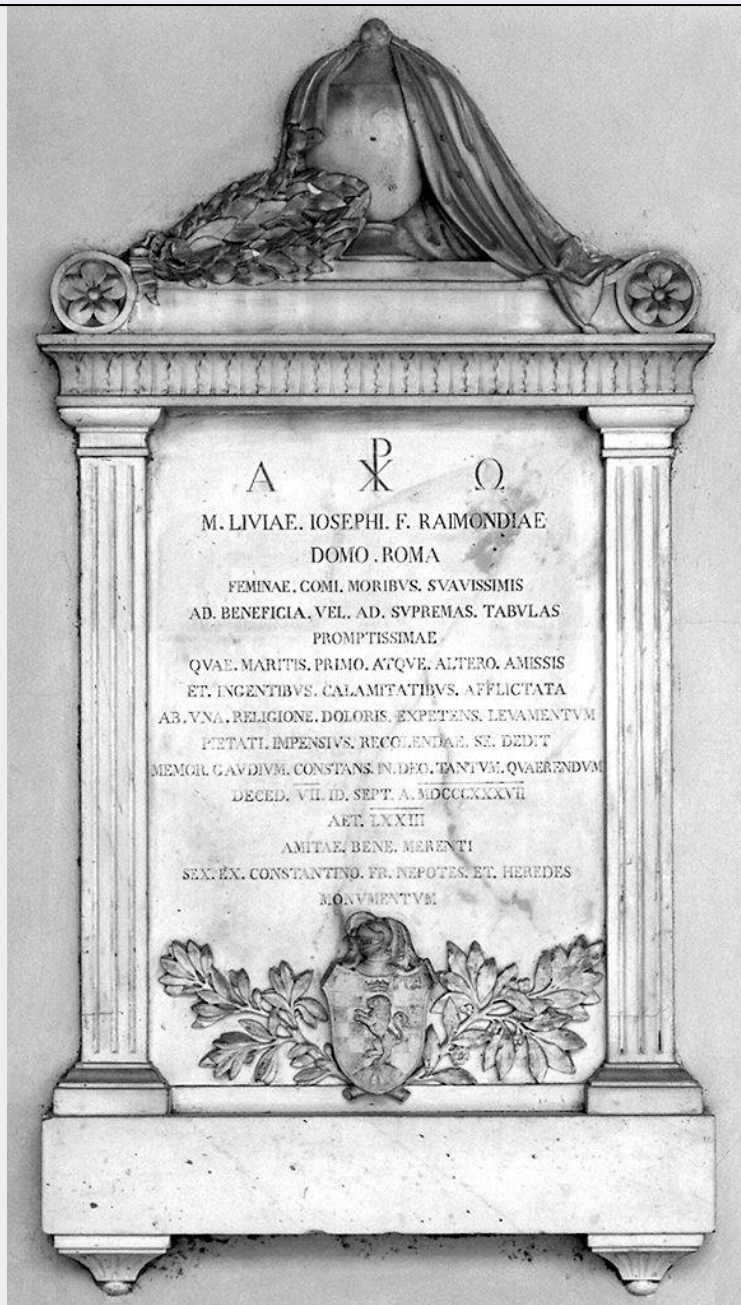 Α ☧ Ω
M. LIVIAE. IOSEPHI. F. RAIMONDIAE
DOMO. ROMA
FEMINAE. COMI. MORIBVS. SVAVISSIMIS
AD. BENEFICIA. VEL. AD. SVPREMAS. TABVLAS
PROMPTISSIMAE
QVAE. MARITIS. PRIMO. ATQVE. ALTERO. AMISSIS
ET. INGENTIBVS. CALAMITATIBVS. AFFLICTATA
AB. VNA. RELIGIONE. DOLORIS. EXPETENS. LEVAMENTVM
PIETATI. IMPENSIVS. RECOLENDAE. SE. DEDIT
MEMOR. GAVDIVM. CONSTANS. IN. DEO. TANTVM. QVAERENDVM
DECED. VII. ID. SEPT. A. MDCCCXXXVII
AET. LXXIII
AMITAE. BENE. MERENTI
SEX. EX. CONSTANTINO. FR. NEPOTES. ET. HEREDES
MONVMENTVM